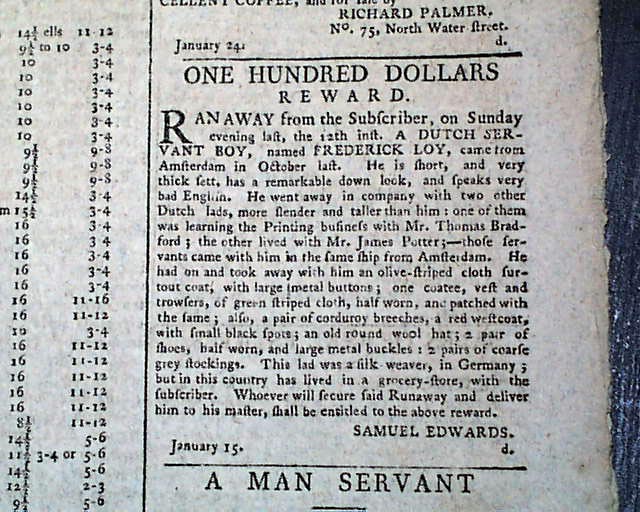 14½ ells 11-12
9½ to 10 3-4
10 3-4
10 3-4
10 3-4
10 3-4
10 3-4
10 3-4
9½ 9-8
9½ 9-8
9½ 9-8
14½ 3-4
15½ 3-4
16 3-4
16 3 4
16 3-4
16 3-4
16 3-4
16 11-16
16 11-12
10 3-4
16 11-12
16 11-12
16 11-12
16 11-12
16 11-12
8½ 11-12
14½ 5-6
11½ 3-4 or 5-6
14½ 5-6
12½ 2-3
9½ 5-6
CELLENT COFFEE, and for sale by
RICHARD PALMER.
No. 75, North Water street.
January 24. d.
ONE HUNDRED DOLLARS
REWARD.
RANAWAY from the Subſcriber, on Sunday
evening laſt, the 12th inſt. A DUTCH SER-
VANT BOY, named FREDERICK LOY, came from
Amſterdam in October laſt. He is ſhort, and very
thick ſett, has a remarkable down look, and ſpeaks very
bad Engliſh. He went away in company with two other
Dutch lads, more ſlender and taller than him : one of them
was learning the Printing buſineſs with Mr. Thomas Brad-
ford ; the other lived with Mr. James Potter;—thoſe ſer-
vants came with him in the ſame ſhip from Amſterdam. He
had on and took away with him an olive-ſtriped cloth ſur-
tout coat, with large metal buttons ; one coatee, veſt and
trowſers, of green ſtriped cloth, half worn, and patched with
the ſame ; alſo, a pair of corduroy breeches, a red weſtcoat,
with ſmall black ſpots ; an old round wool hat ; 2 pair of
ſhoes, half worn, and large metal buckles : 2 pairs of coarſe
grey ſtockings. This lad was a ſilk-weaver, in Germany ;
but in this country has lived in a grocery-ſtore, with the
ſubſcriber. Whoever will ſecure ſaid Runaway and deliver
him to his maſter, ſhall be entitled to the above reward.
SAMUEL EDWARDS.
January 15. d.
A MAN SERVANT